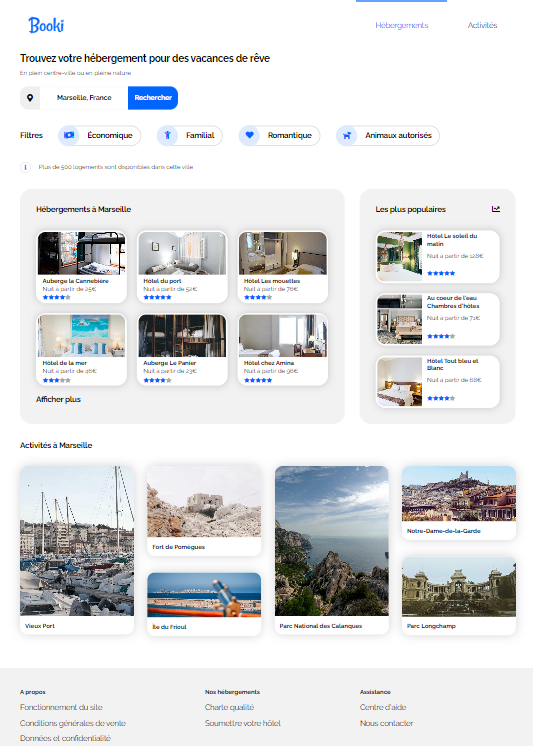 Booki
Hébergements
Activités
Trouvez votre hébergement pour des vacances de rêve
En plein centre-ville ou en pleine nature
Marseille, France
Rechercher
Filtres
Économique
Familial
Romantique
Animaux autorisés
Plus de 500 logements sont disponibles dans cette ville
Hébergements à Marseille
Auberge la Cannebière
Nuit à partir de 25€
Hôtel du port
Nuit à partir de 52€
Hôtel Les mouettes
Nuit à partir de 76€
Hôtel de la mer
Nuit à partir de 46€
Auberge Le Panier
Nuit à partir de 23€
Hôtel chez Amina
Nuit à partir de 96€
Afficher plus
Les plus populaires
Hôtel Le soleil du
matin
Nuit à partir de 128€
Au coeur de l'eau
Chambres d'hôtes
Nuit à partir de 71€
Hôtel Tout bleu et
Blanc
Nuit à partir de 68€
Activités à Marseille
Vieux Port
Fort de Pomègues
Île du Frioul
Parc National des Calanques
Notre-Dame-de-la-Garde
Parc Longchamp
A propos
Fonctionnement du site
Conditions générales de vente
Données et confidentialité
Nos hébergements
Charte qualité
Soumettre votre hôtel
Assistance
Centre d'aide
Nous contacter